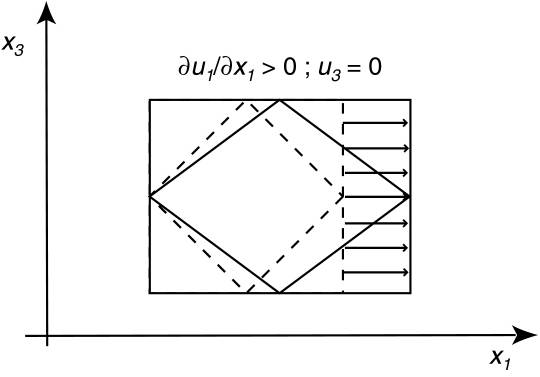 x₃
∂u₁/∂x₁ > 0 ; u₃ = 0
x₁